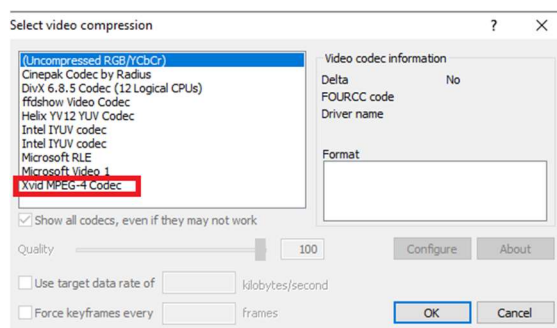 Select video compression ? ×
(Uncompressed RGB/YCbCr)
Cinepak Codec by Radius
DivX 6.8.5 Codec (12 Logical CPUs)
ffdshow Video Codec
Helix YV12 YUV Codec
Intel IYUV codec
Intel IYUV codec
Microsoft RLE
Microsoft Video 1
Xvid MPEG-4 Codec
Video codec information
Delta No
FOURCC code
Driver name
Format
Show all codecs, even if they may not work
Quality 100 Configure About
Use target data rate of kilobytes/second
Force keyframes every frames
OK Cancel